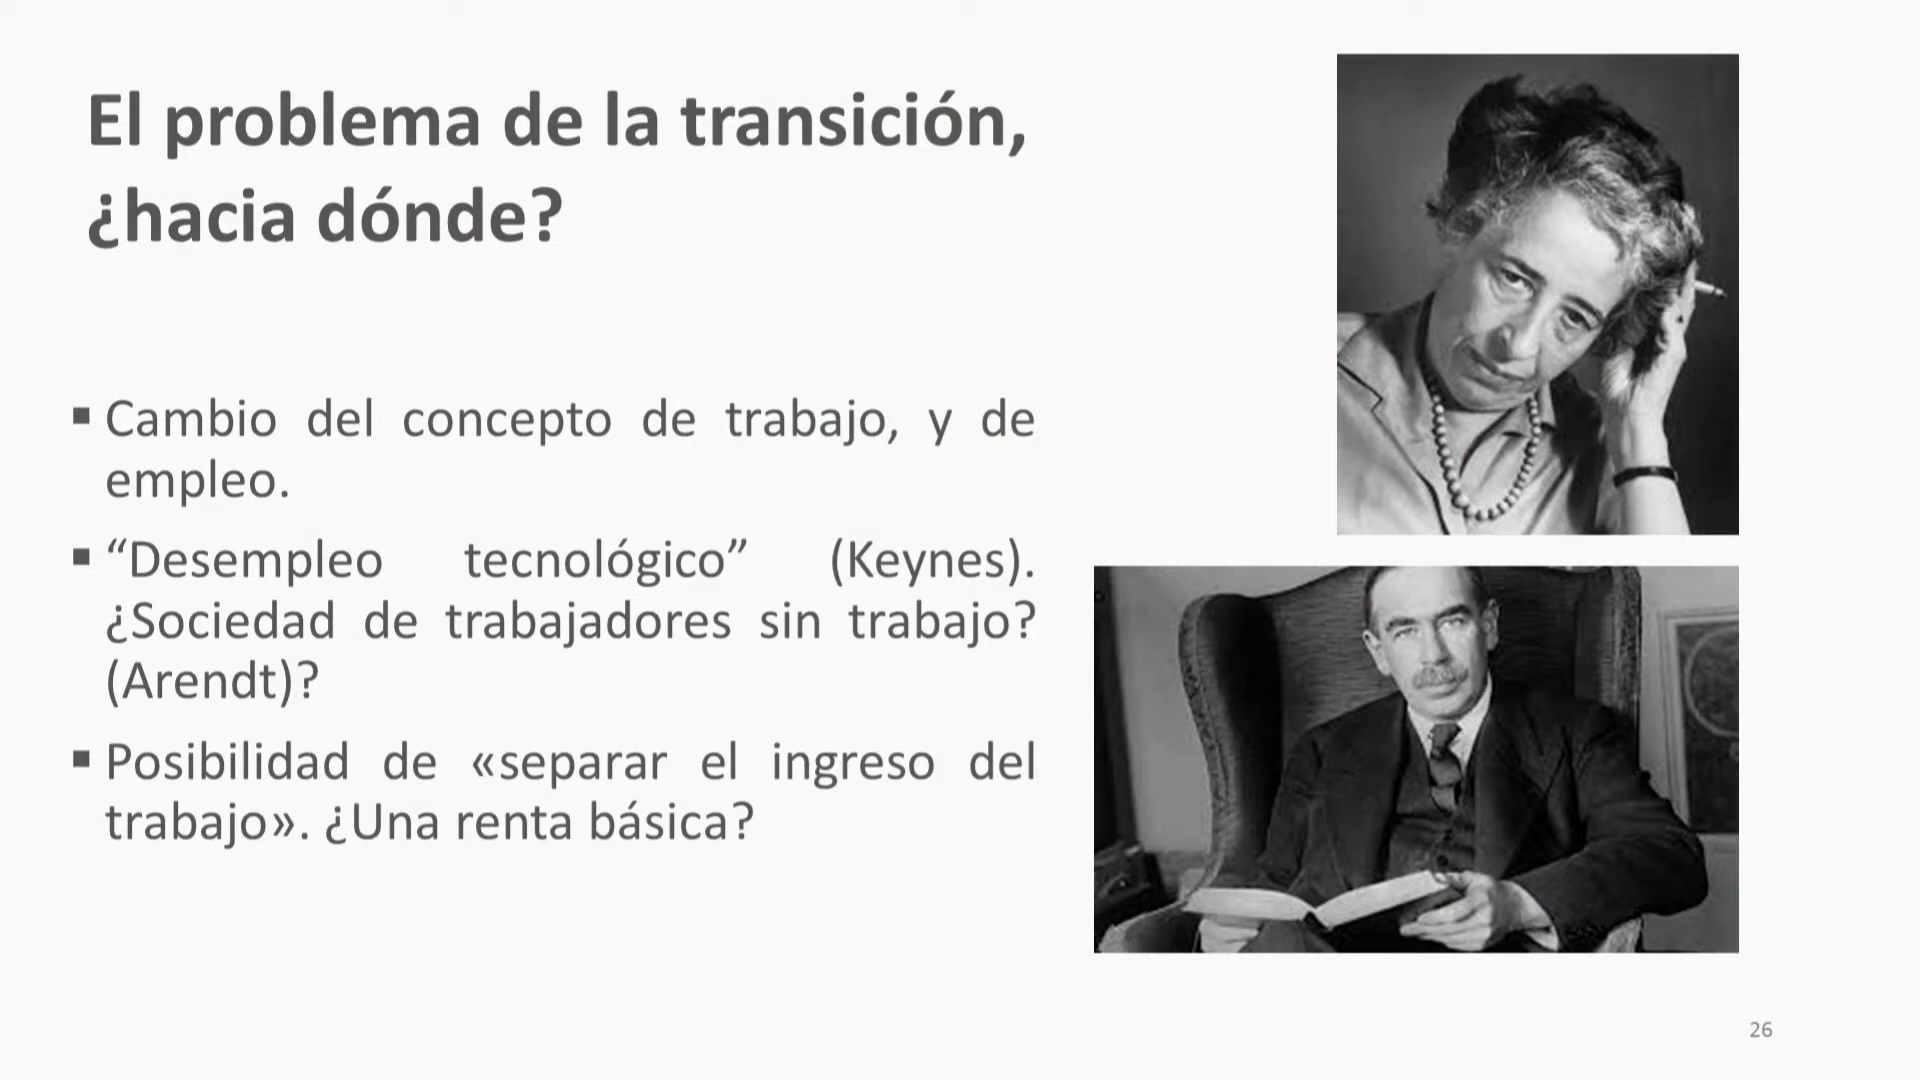 El problema de la transición,
¿hacia dónde?
▪ Cambio del concepto de trabajo, y de
empleo.
▪ “Desempleo tecnológico” (Keynes).
¿Sociedad de trabajadores sin trabajo?
(Arendt)?
▪ Posibilidad de «separar el ingreso del
trabajo». ¿Una renta básica?
26